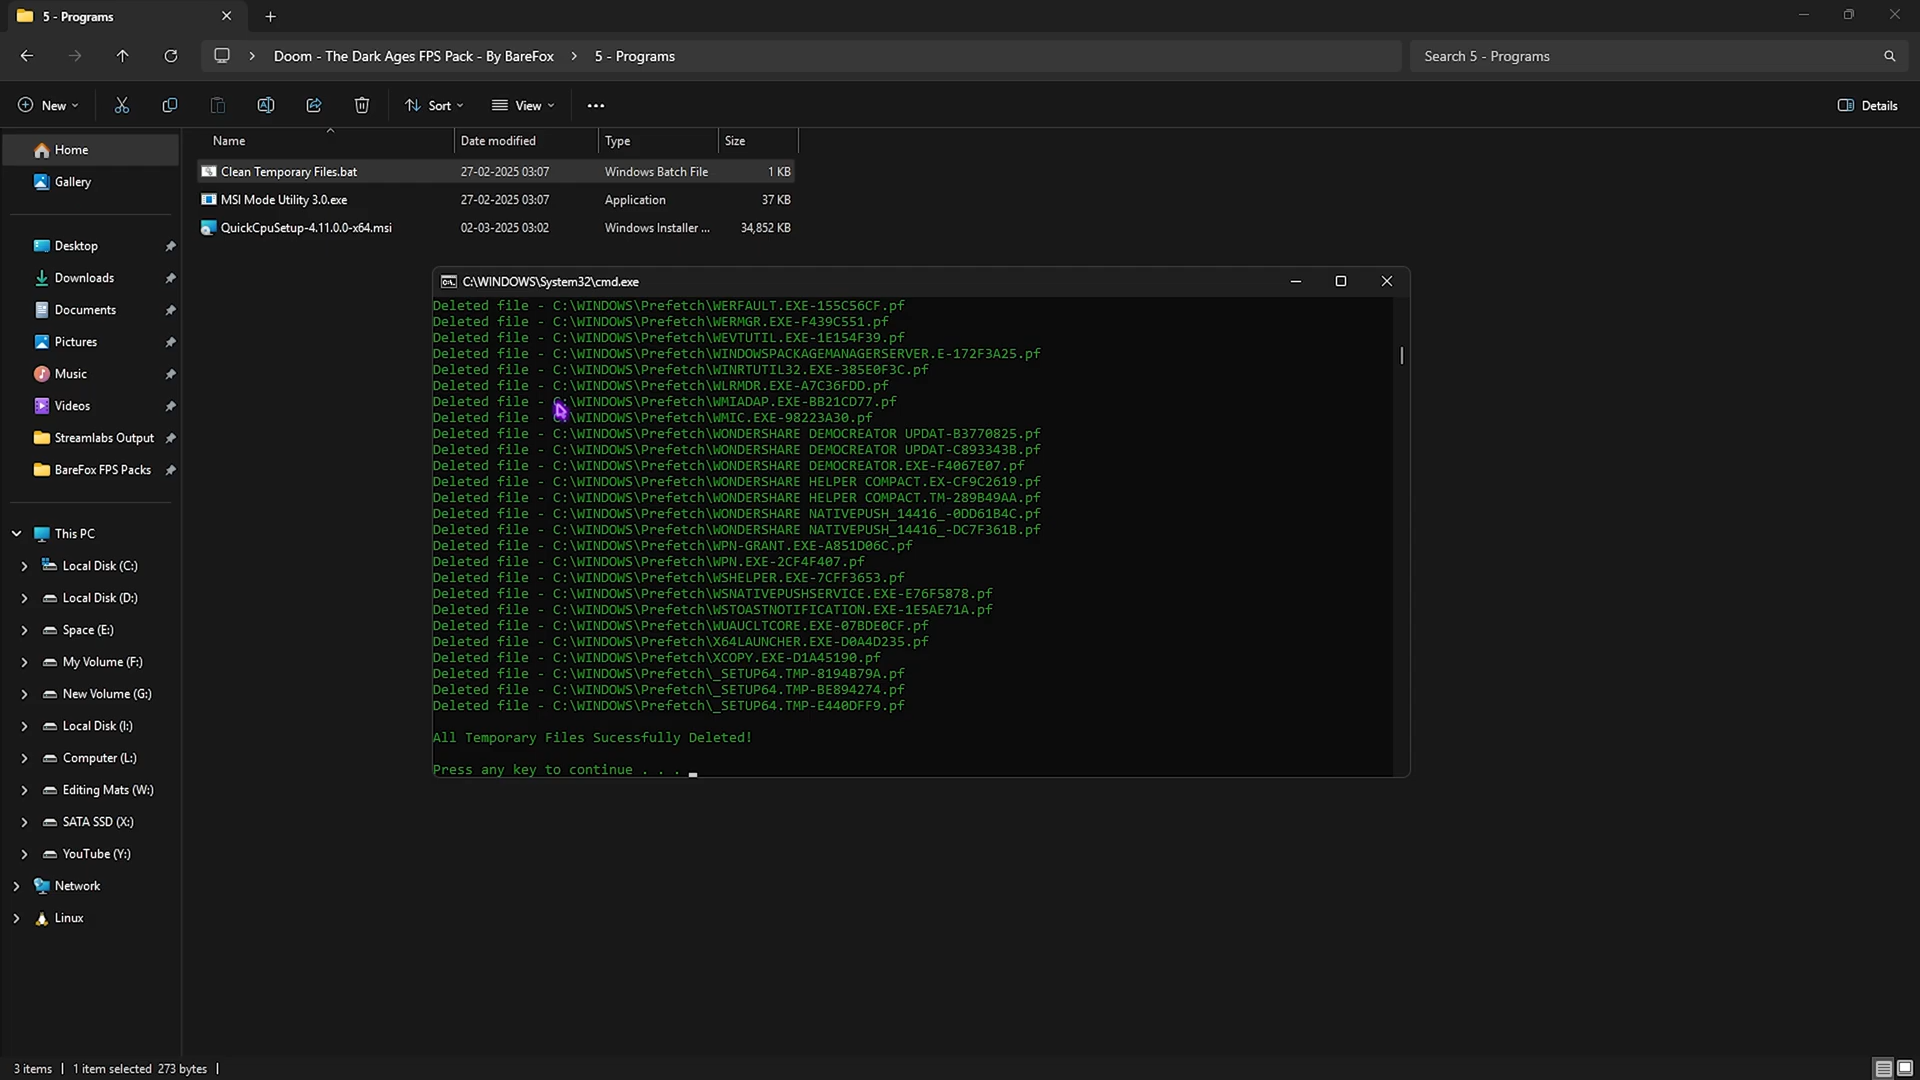 5 - Programs
Doom - The Dark Ages FPS Pack - By BareFox
5 - Programs
Search 5 - Programs
New
Sort
View
Details
Name
Date modified
Type
Size
Home
Gallery
Clean Temporary Files.bat 27-02-2025 03:07 Windows Batch File 1 KB
MSI Mode Utility 3.0.exe 27-02-2025 03:07 Application 37 KB
QuickCpuSetup-4.11.0.0-x64.msi 02-03-2025 03:02 Windows Installer ... 34,852 KB
Desktop
Downloads
Documents
Pictures
Music
Videos
Streamlabs Output
BareFox FPS Packs
This PC
Local Disk (C:)
Local Disk (D:)
Space (E:)
My Volume (F:)
New Volume (G:)
Local Disk (I:)
Computer (L:)
Editing Mats (W:)
SATA SSD (X:)
YouTube (Y:)
Network
Linux
C:\WINDOWS\System32\cmd.exe
Deleted file - C:\WINDOWS\Prefetch\WERFAULT.EXE-155C56CF.pf
Deleted file - C:\WINDOWS\Prefetch\WERMGR.EXE-F439C551.pf
Deleted file - C:\WINDOWS\Prefetch\WEVTUTIL.EXE-1E154F39.pf
Deleted file - C:\WINDOWS\Prefetch\WINDOWSPACKAGEMANAGERSERVER.E-172F3A25.pf
Deleted file - C:\WINDOWS\Prefetch\WINRTUTIL32.EXE-385E0F3C.pf
Deleted file - C:\WINDOWS\Prefetch\WLRMDR.EXE-A7C36FDD.pf
Deleted file - C:\WINDOWS\Prefetch\WMIADAP.EXE-BB21CD77.pf
Deleted file - C:\WINDOWS\Prefetch\WMIC.EXE-98223A30.pf
Deleted file - C:\WINDOWS\Prefetch\WONDERSHARE DEMOCREATOR UPDAT-B3770825.pf
Deleted file - C:\WINDOWS\Prefetch\WONDERSHARE DEMOCREATOR UPDAT-C893343B.pf
Deleted file - C:\WINDOWS\Prefetch\WONDERSHARE DEMOCREATOR.EXE-F4067E07.pf
Deleted file - C:\WINDOWS\Prefetch\WONDERSHARE HELPER COMPACT.EX-CF9C2619.pf
Deleted file - C:\WINDOWS\Prefetch\WONDERSHARE HELPER COMPACT.TM-289B49AA.pf
Deleted file - C:\WINDOWS\Prefetch\WONDERSHARE NATIVEPUSH_14416_-0DD61B4C.pf
Deleted file - C:\WINDOWS\Prefetch\WONDERSHARE NATIVEPUSH_14416_-DC7F361B.pf
Deleted file - C:\WINDOWS\Prefetch\WPN-GRANT.EXE-A851D06C.pf
Deleted file - C:\WINDOWS\Prefetch\WPN.EXE-2CF4F407.pf
Deleted file - C:\WINDOWS\Prefetch\WSHELPER.EXE-7CFF3653.pf
Deleted file - C:\WINDOWS\Prefetch\WSNATIVEPUSHSERVICE.EXE-E76F5878.pf
Deleted file - C:\WINDOWS\Prefetch\WSTOASTNOTIFICATION.EXE-1E5AE71A.pf
Deleted file - C:\WINDOWS\Prefetch\WUAUCLTCORE.EXE-07BDE0CF.pf
Deleted file - C:\WINDOWS\Prefetch\X64LAUNCHER.EXE-D0A4D235.pf
Deleted file - C:\WINDOWS\Prefetch\XCOPY.EXE-D1A45190.pf
Deleted file - C:\WINDOWS\Prefetch\_SETUP64.TMP-8194B79A.pf
Deleted file - C:\WINDOWS\Prefetch\_SETUP64.TMP-BE894274.pf
Deleted file - C:\WINDOWS\Prefetch\_SETUP64.TMP-E440DFF9.pf
All Temporary Files Sucessfully Deleted!
Press any key to continue . . .
3 items
1 item selected 273 bytes